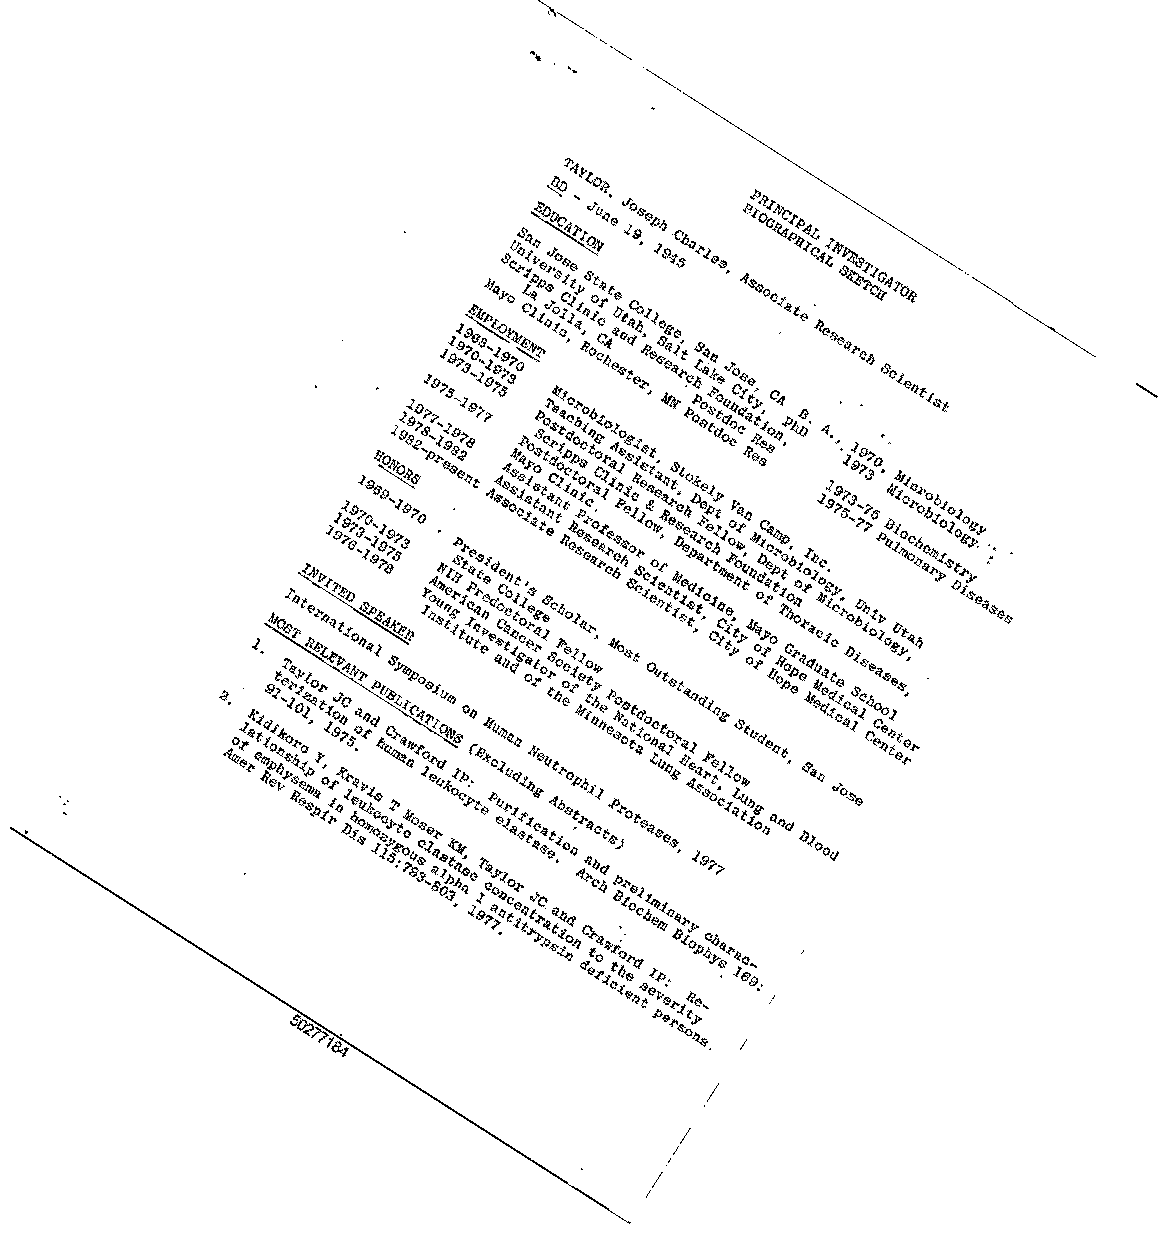 PRINCIPAL INVESTIGATOR
BIOGRAPHICAL SKETCH
TAYLOR, Joseph Charles, Associate Research Scientist
BD - June 19, 1945
EDUCATION
San Jose State College, San Jose, CA B. A., 1970, Microbiology
University of Utah, Salt Lake City, PhD 1973 Microbiology
Scripps Clinic and Research Foundation,
La Jolla, CA Postdoc Res 1973-75 Biochemistry
Mayo Clinic, Rochester, MN Postdoc Res 1975-77 Pulmonary Diseases
EMPLOYMENT
1968-1970 Microbiologist, Stokely Van Camp, Inc.
1970-1973 Teaching Assistant, Dept of Microbiology, Univ Utah
1973-1975 Postdoctoral Research Fellow, Dept of Microbiology,
Scripps Clinic & Research Foundation
1975-1977 Postdoctoral Fellow, Department of Thoracic Diseases,
Mayo Clinic.
1977-1978 Assistant Professor of Medicine, Mayo Graduate School
1978-1982 Assistant Research Scientist, City of Hope Medical Center
1982-present Associate Research Scientist, City of Hope Medical Center
HONORS
1969-1970 President's Scholar, Most Outstanding Student, San Jose
State College
1970-1973 NIH Predoctoral Fellow
1973-1975 American Cancer Society Postdoctoral Fellow
1976-1978 Young Investigator of the National Heart, Lung and Blood
Institute and of the Minnesota Lung Association
INVITED SPEAKER
International Symposium on Human Neutrophil Proteases, 1977
MOST RELEVANT PUBLICATIONS (Excluding Abstracts)
1. Taylor JC and Crawford IP: Purification and preliminary charac-
terization of human leukocyte elastase. Arch Biochem Biophys 169:
91-101, 1975.
2. Kidikoro Y, Kravis T Moser KM, Taylor JC and Crawford IP: Re-
lationship of leukocyte elastase concentration to the severity
of emphysema in homozygous alpha 1 antitrypsin deficient persons.
Amer Rev Respir Dis 115:793-803, 1977.
50277184